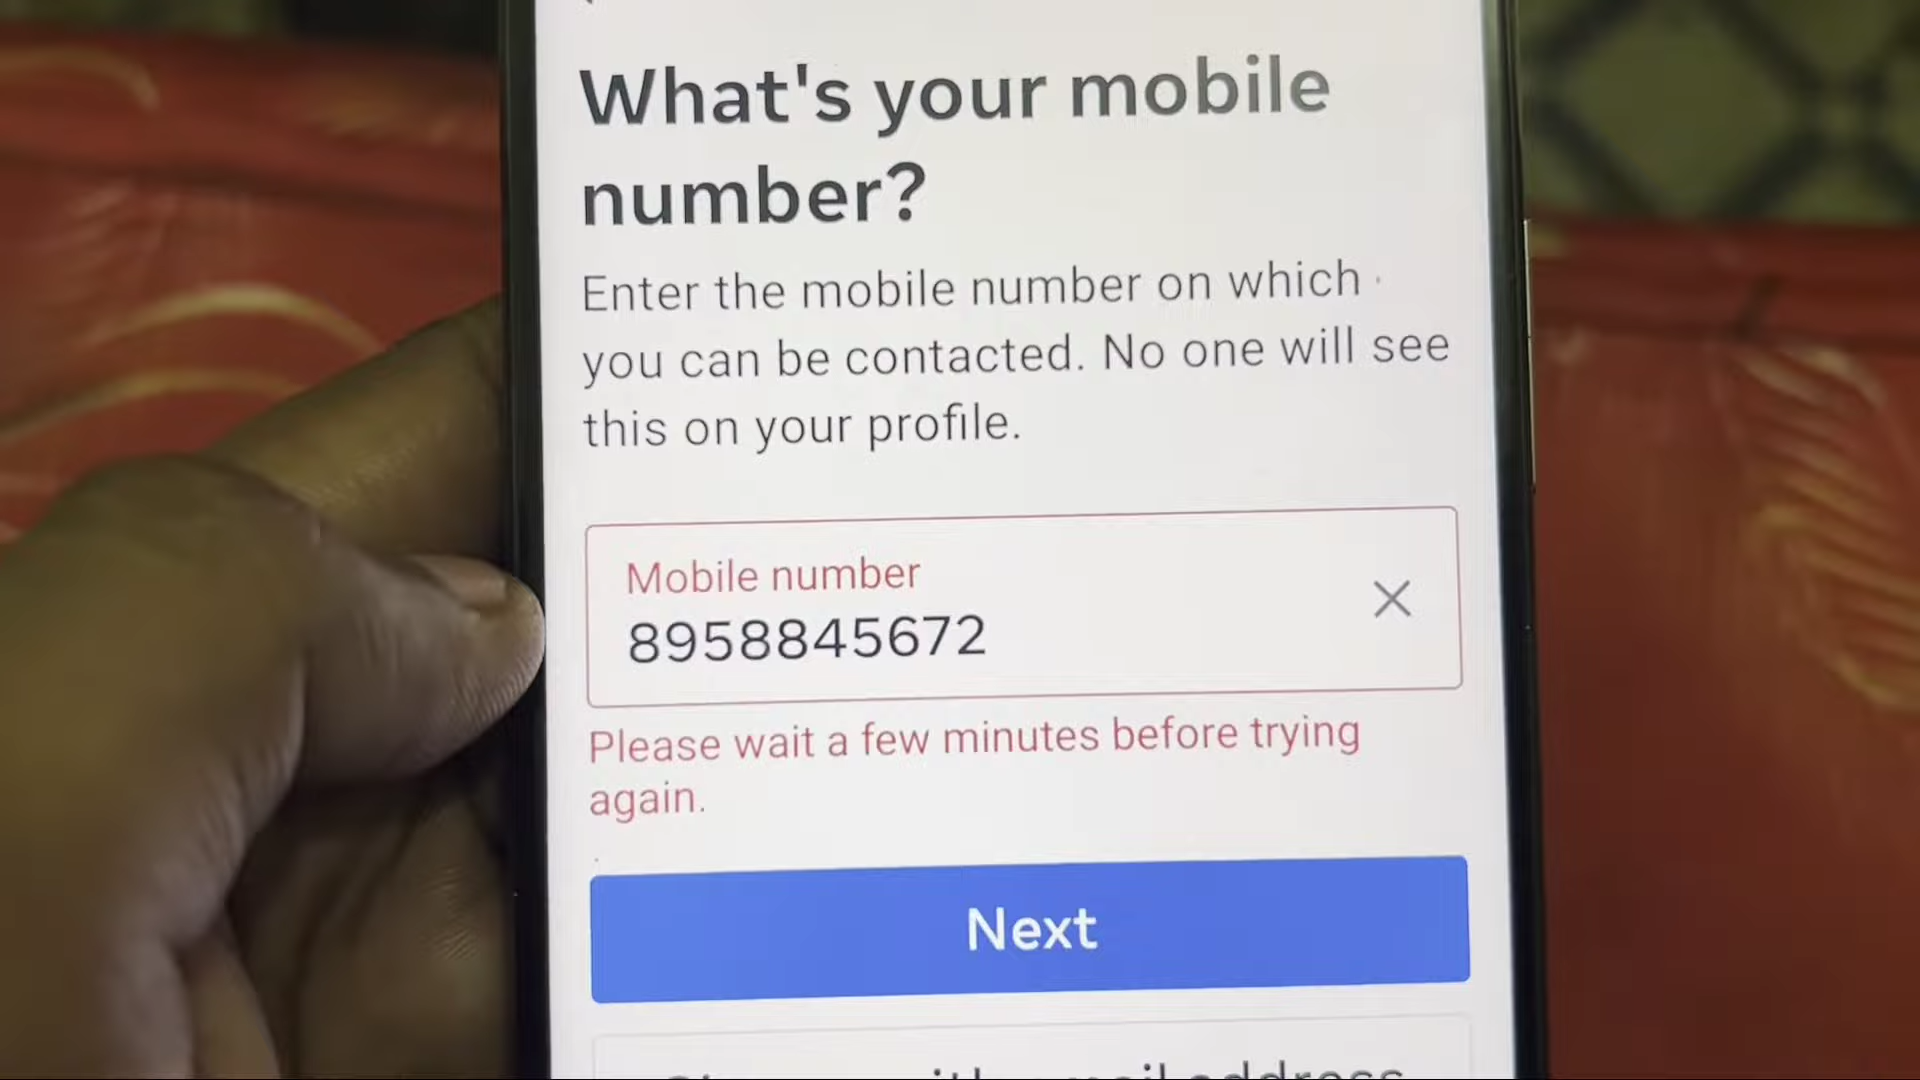 What's your mobile
number?
Enter the mobile number on which
you can be contacted. No one will see
this on your profile.
Mobile number
8958845672
Please wait a few minutes before trying
again.
Next
address